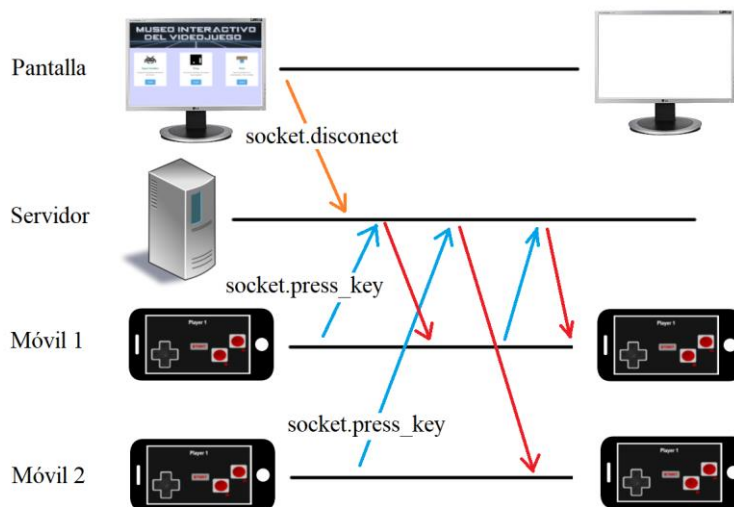 MUSEO INTERACTIVO
DEL VIDEOJUEGO
Pantalla
socket.disconect
Servidor
socket.press_key
Móvil 1
Player 1
START
Player 1
START
socket.press_key
Móvil 2
Player 1
START
Player 1
START